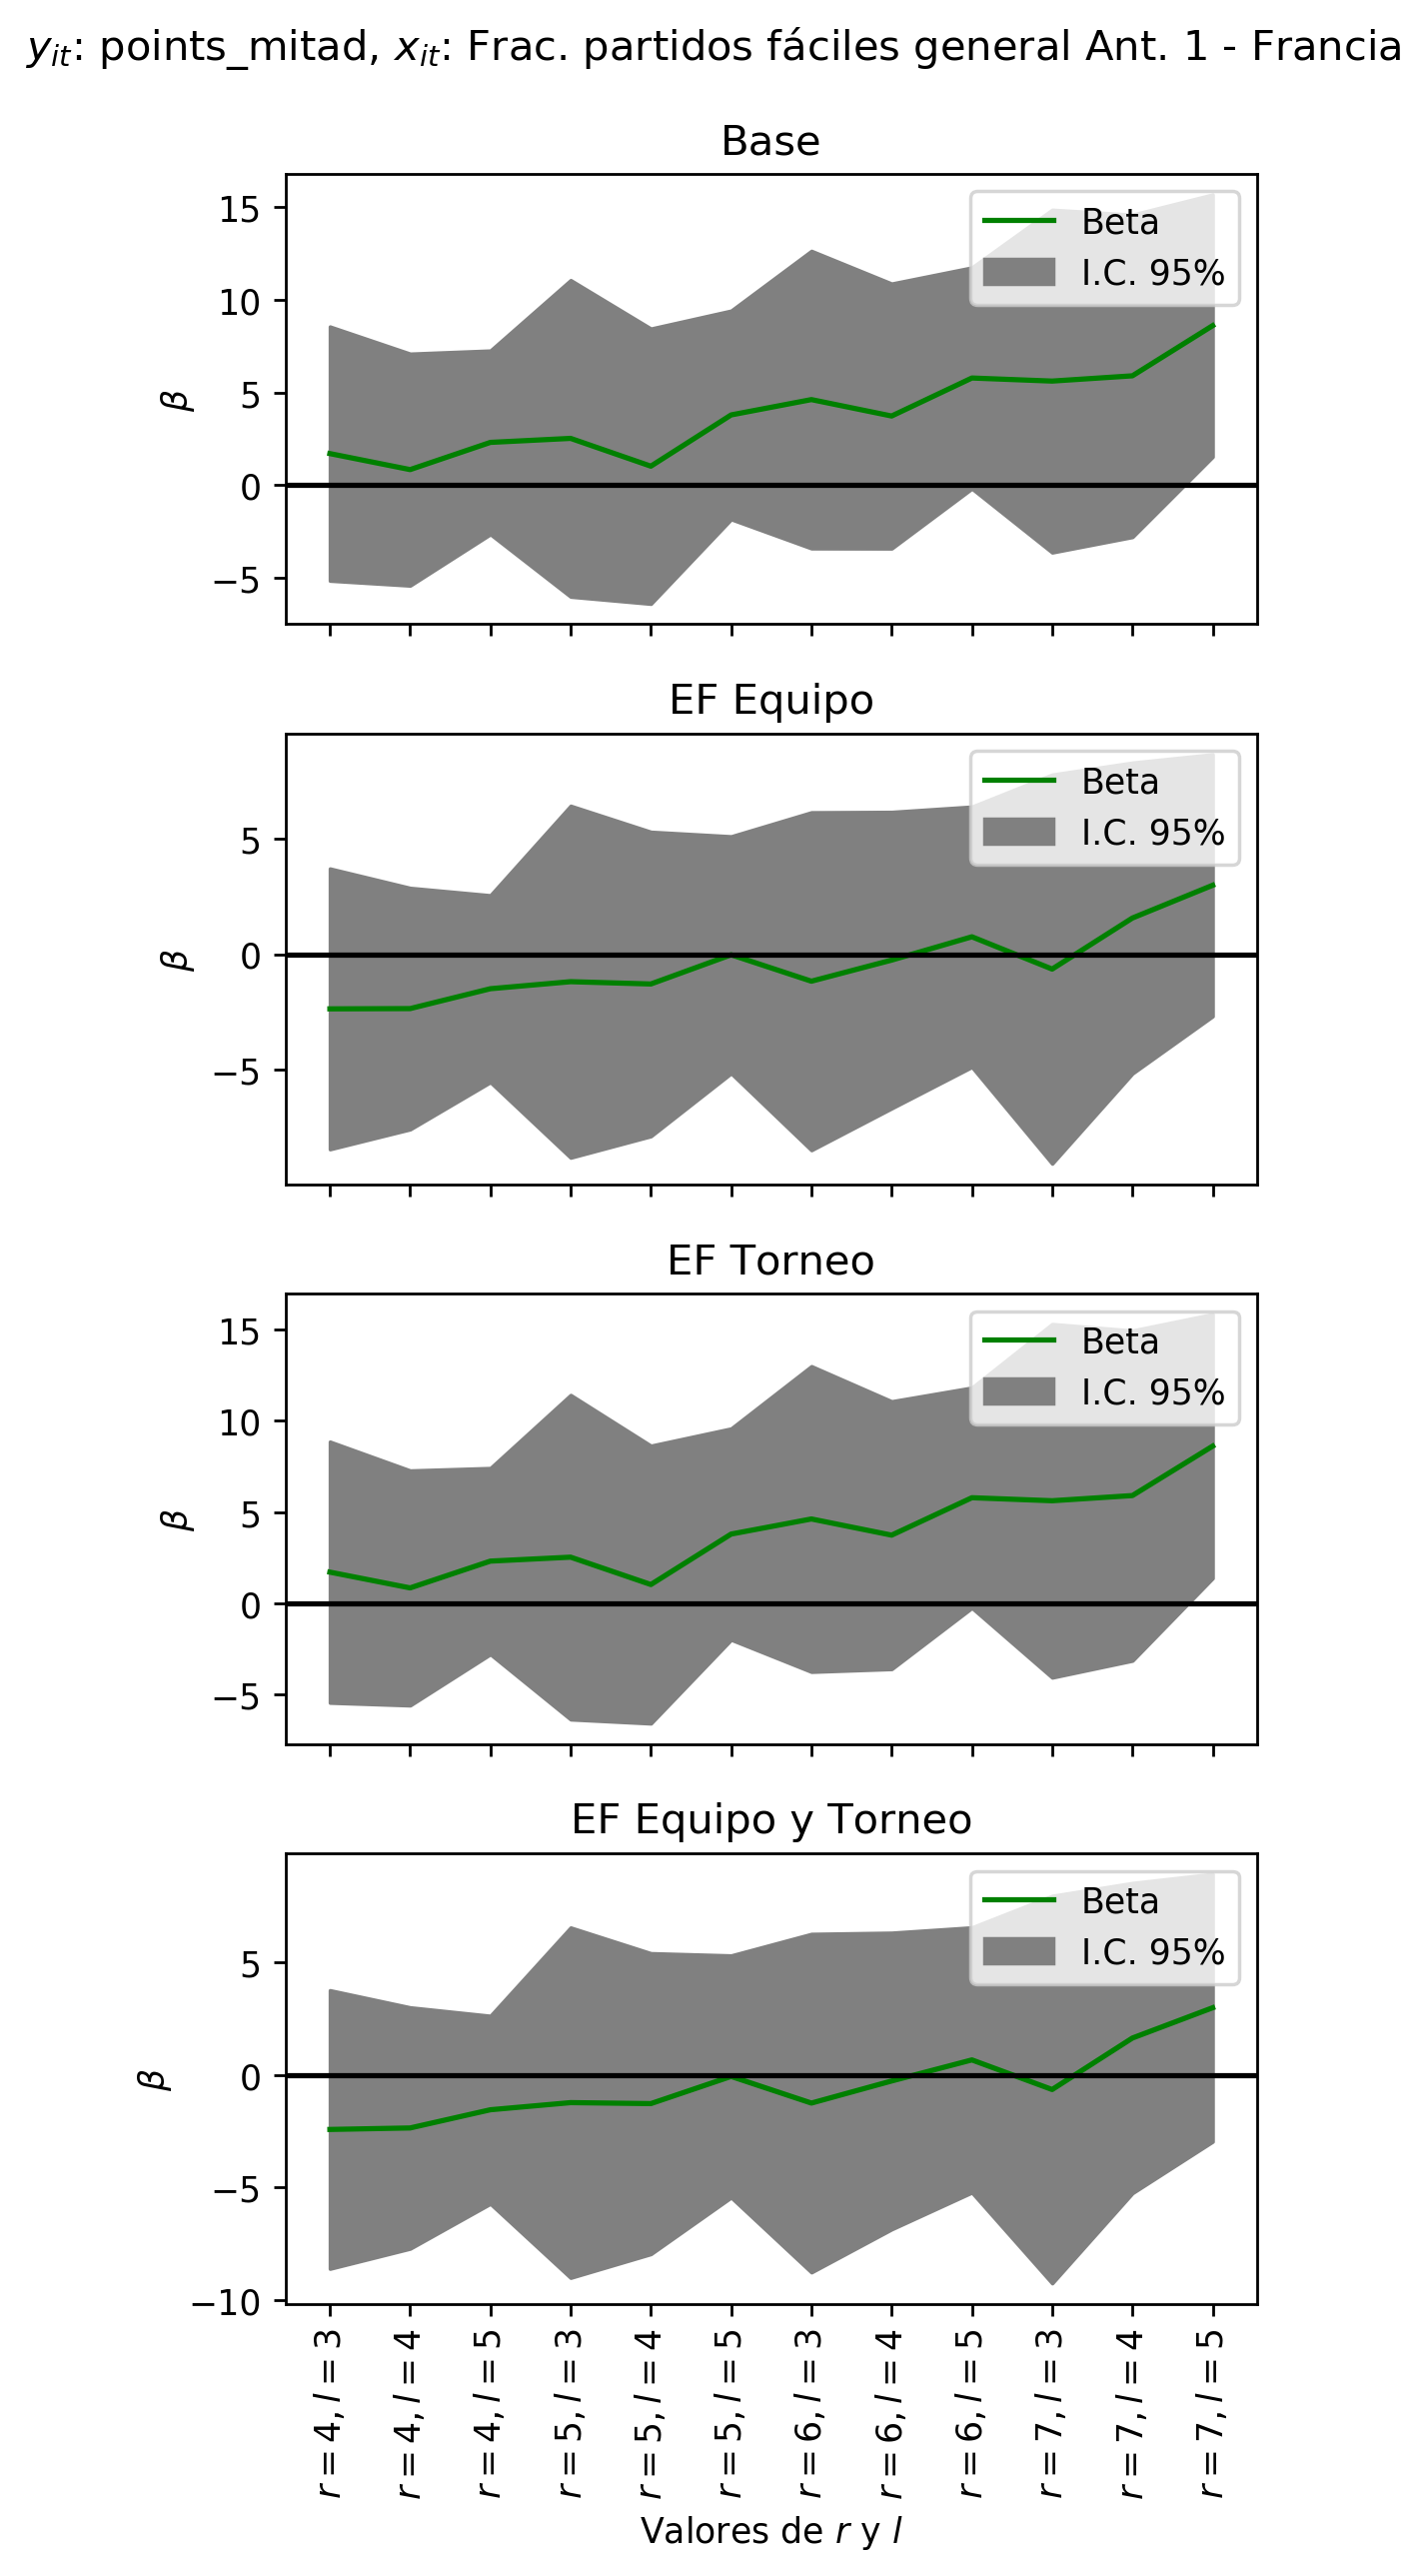 y_it: points_mitad, x_it: Frac. partidos fáciles general Ant. 1 - Francia
Base
15
10
5
0
−5
β
Beta
I.C. 95%
EF Equipo
5
0
−5
β
Beta
I.C. 95%
EF Torneo
15
10
5
0
−5
β
Beta
I.C. 95%
EF Equipo y Torneo
5
0
−5
−10
β
Beta
I.C. 95%
r = 4, l = 3
r = 4, l = 4
r = 4, l = 5
r = 5, l = 3
r = 5, l = 4
r = 5, l = 5
r = 6, l = 3
r = 6, l = 4
r = 6, l = 5
r = 7, l = 3
r = 7, l = 4
r = 7, l = 5
Valores de r y l